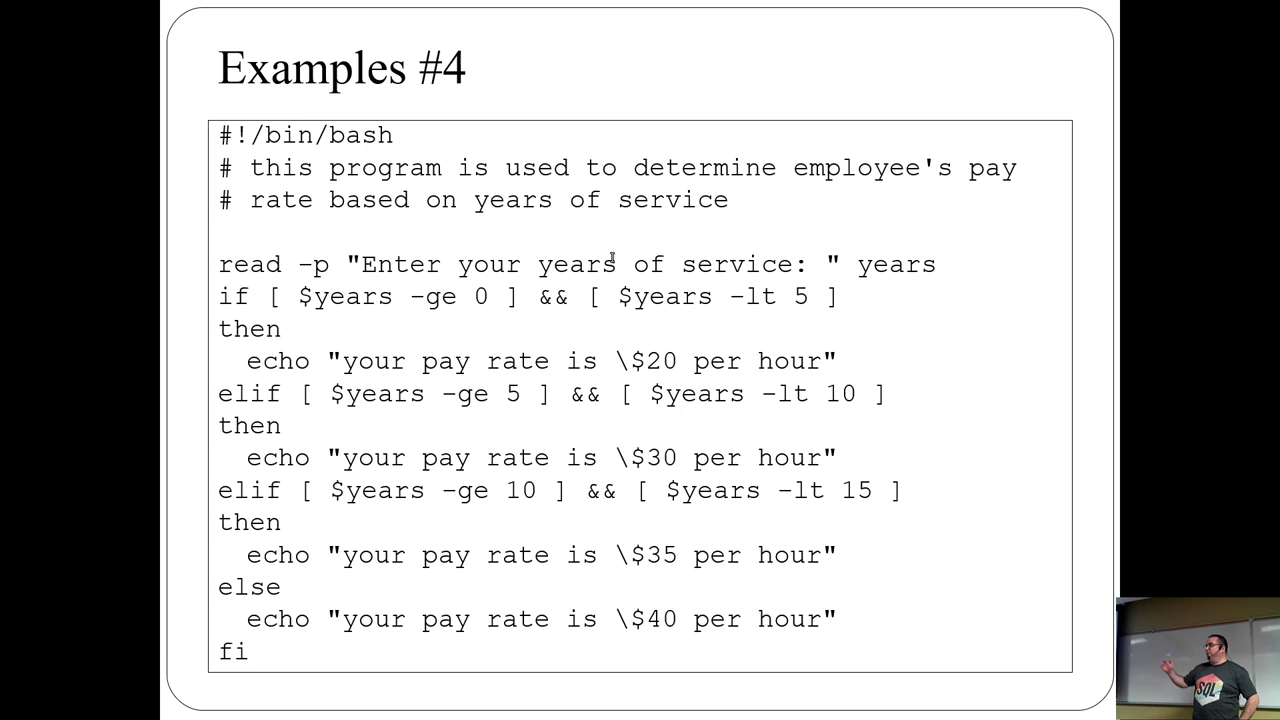 Examples #4
#!/bin/bash
# this program is used to determine employee's pay
# rate based on years of service
read -p "Enter your years of service: " years
if [ $years -ge 0 ] && [ $years -lt 5 ]
then
  echo "your pay rate is \$20 per hour"
elif [ $years -ge 5 ] && [ $years -lt 10 ]
then
  echo "your pay rate is \$30 per hour"
elif [ $years -ge 10 ] && [ $years -lt 15 ]
then
  echo "your pay rate is \$35 per hour"
else
  echo "your pay rate is \$40 per hour"
fi
SQL